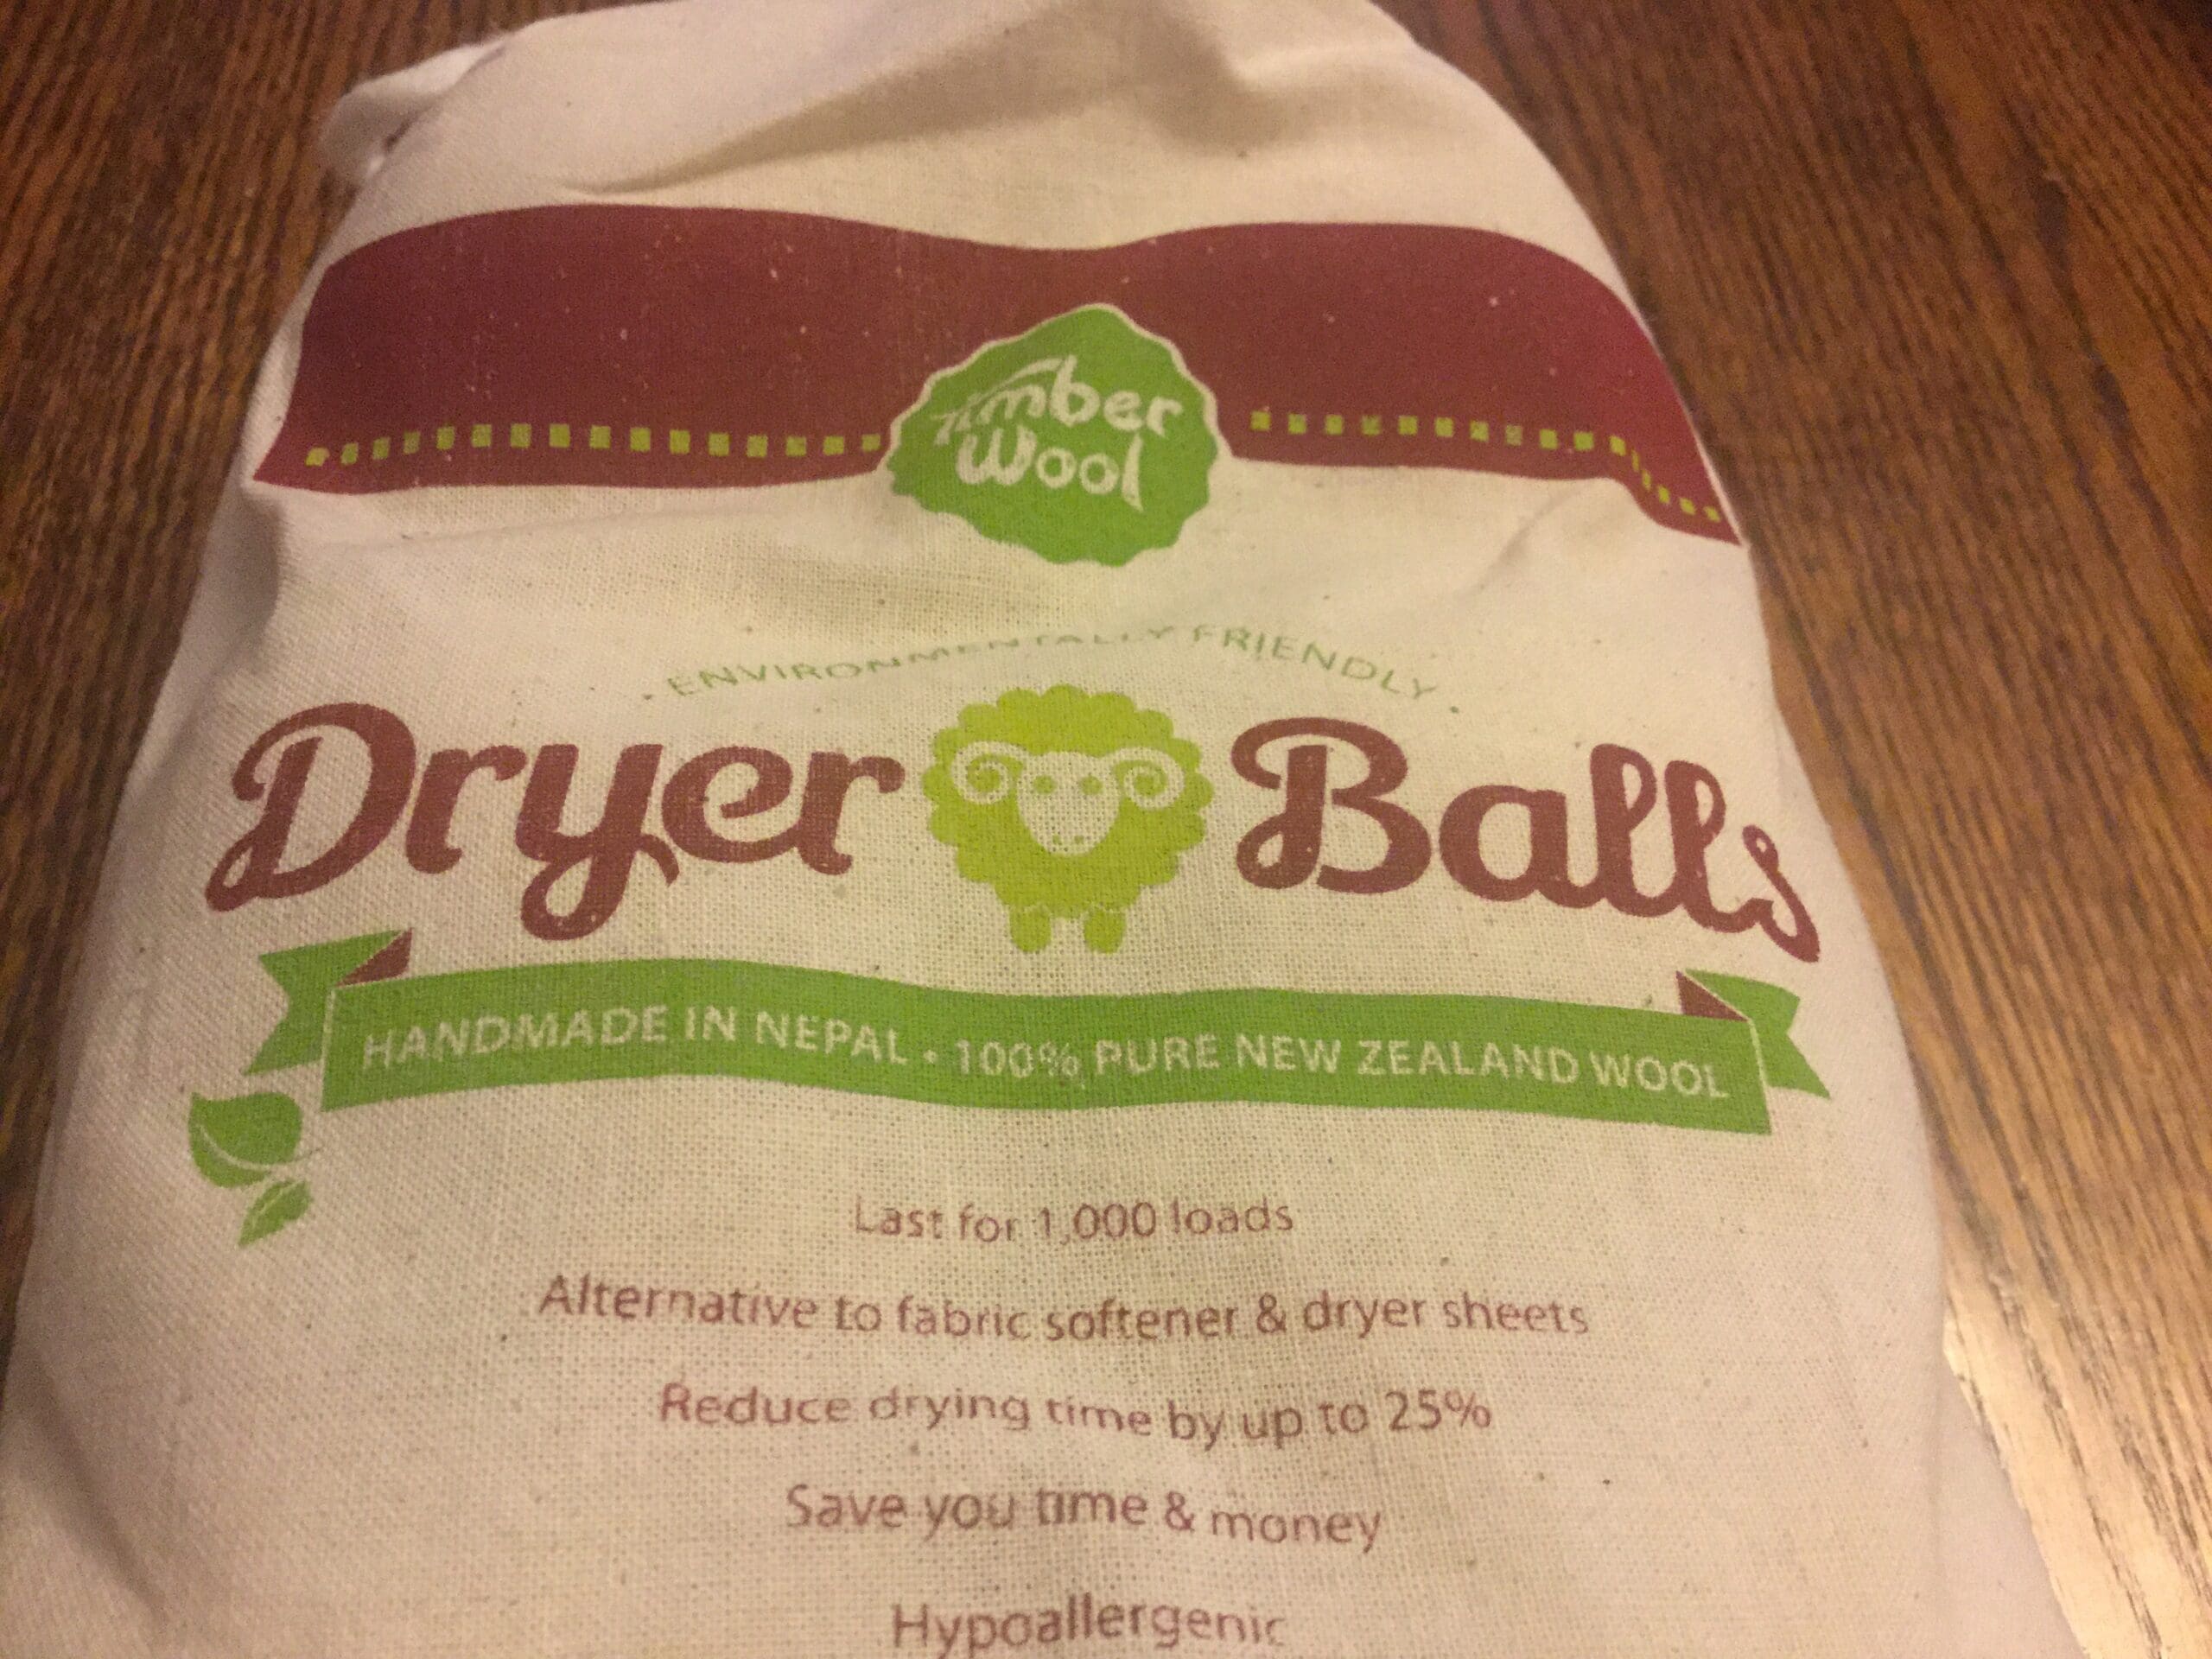 Timber
Wool
• ENVIRONMENTALLY FRIENDLY •
Dryer Balls
HANDMADE IN NEPAL • 100% PURE NEW ZEALAND WOOL
Last for 1,000 loads
Alternative to fabric softener & dryer sheets
Reduce drying time by up to 25%
Save you time & money
Hypoallergenic